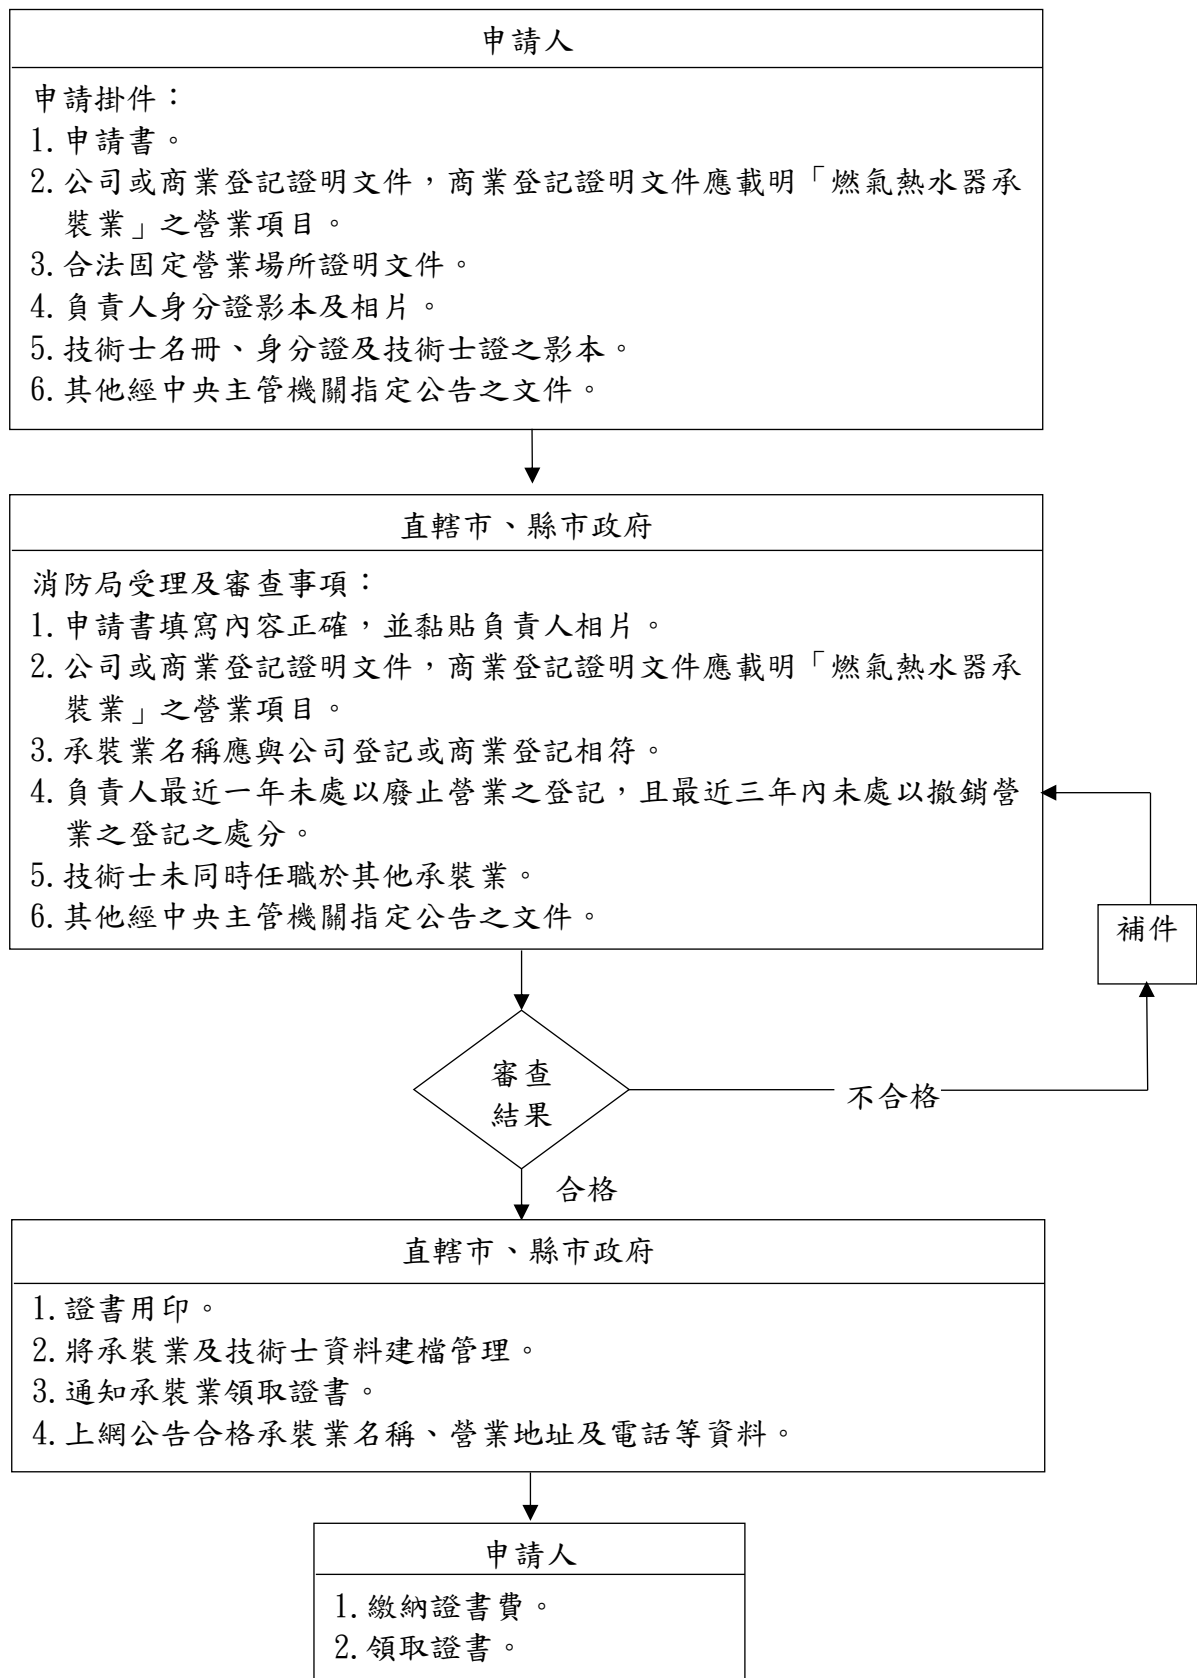 申請人
申請掛件：
1.申請書。
2.公司或商業登記證明文件，商業登記證明文件應載明「燃氣熱水器承
裝業」之營業項目。
3.合法固定營業場所證明文件。
4.負責人身分證影本及相片。
5.技術士名冊、身分證及技術士證之影本。
6.其他經中央主管機關指定公告之文件。
直轄市、縣市政府
消防局受理及審查事項：
1.申請書填寫內容正確，並黏貼負責人相片。
2.公司或商業登記證明文件，商業登記證明文件應載明「燃氣熱水器承
裝業」之營業項目。
3.承裝業名稱應與公司登記或商業登記相符。
4.負責人最近一年未處以廢止營業之登記，且最近三年內未處以撤銷營
業之登記之處分。
5.技術士未同時任職於其他承裝業。
6.其他經中央主管機關指定公告之文件。
補件
審查
結果
不合格
合格
直轄市、縣市政府
1.證書用印。
2.將承裝業及技術士資料建檔管理。
3.通知承裝業領取證書。
4.上網公告合格承裝業名稱、營業地址及電話等資料。
申請人
1.繳納證書費。
2.領取證書。